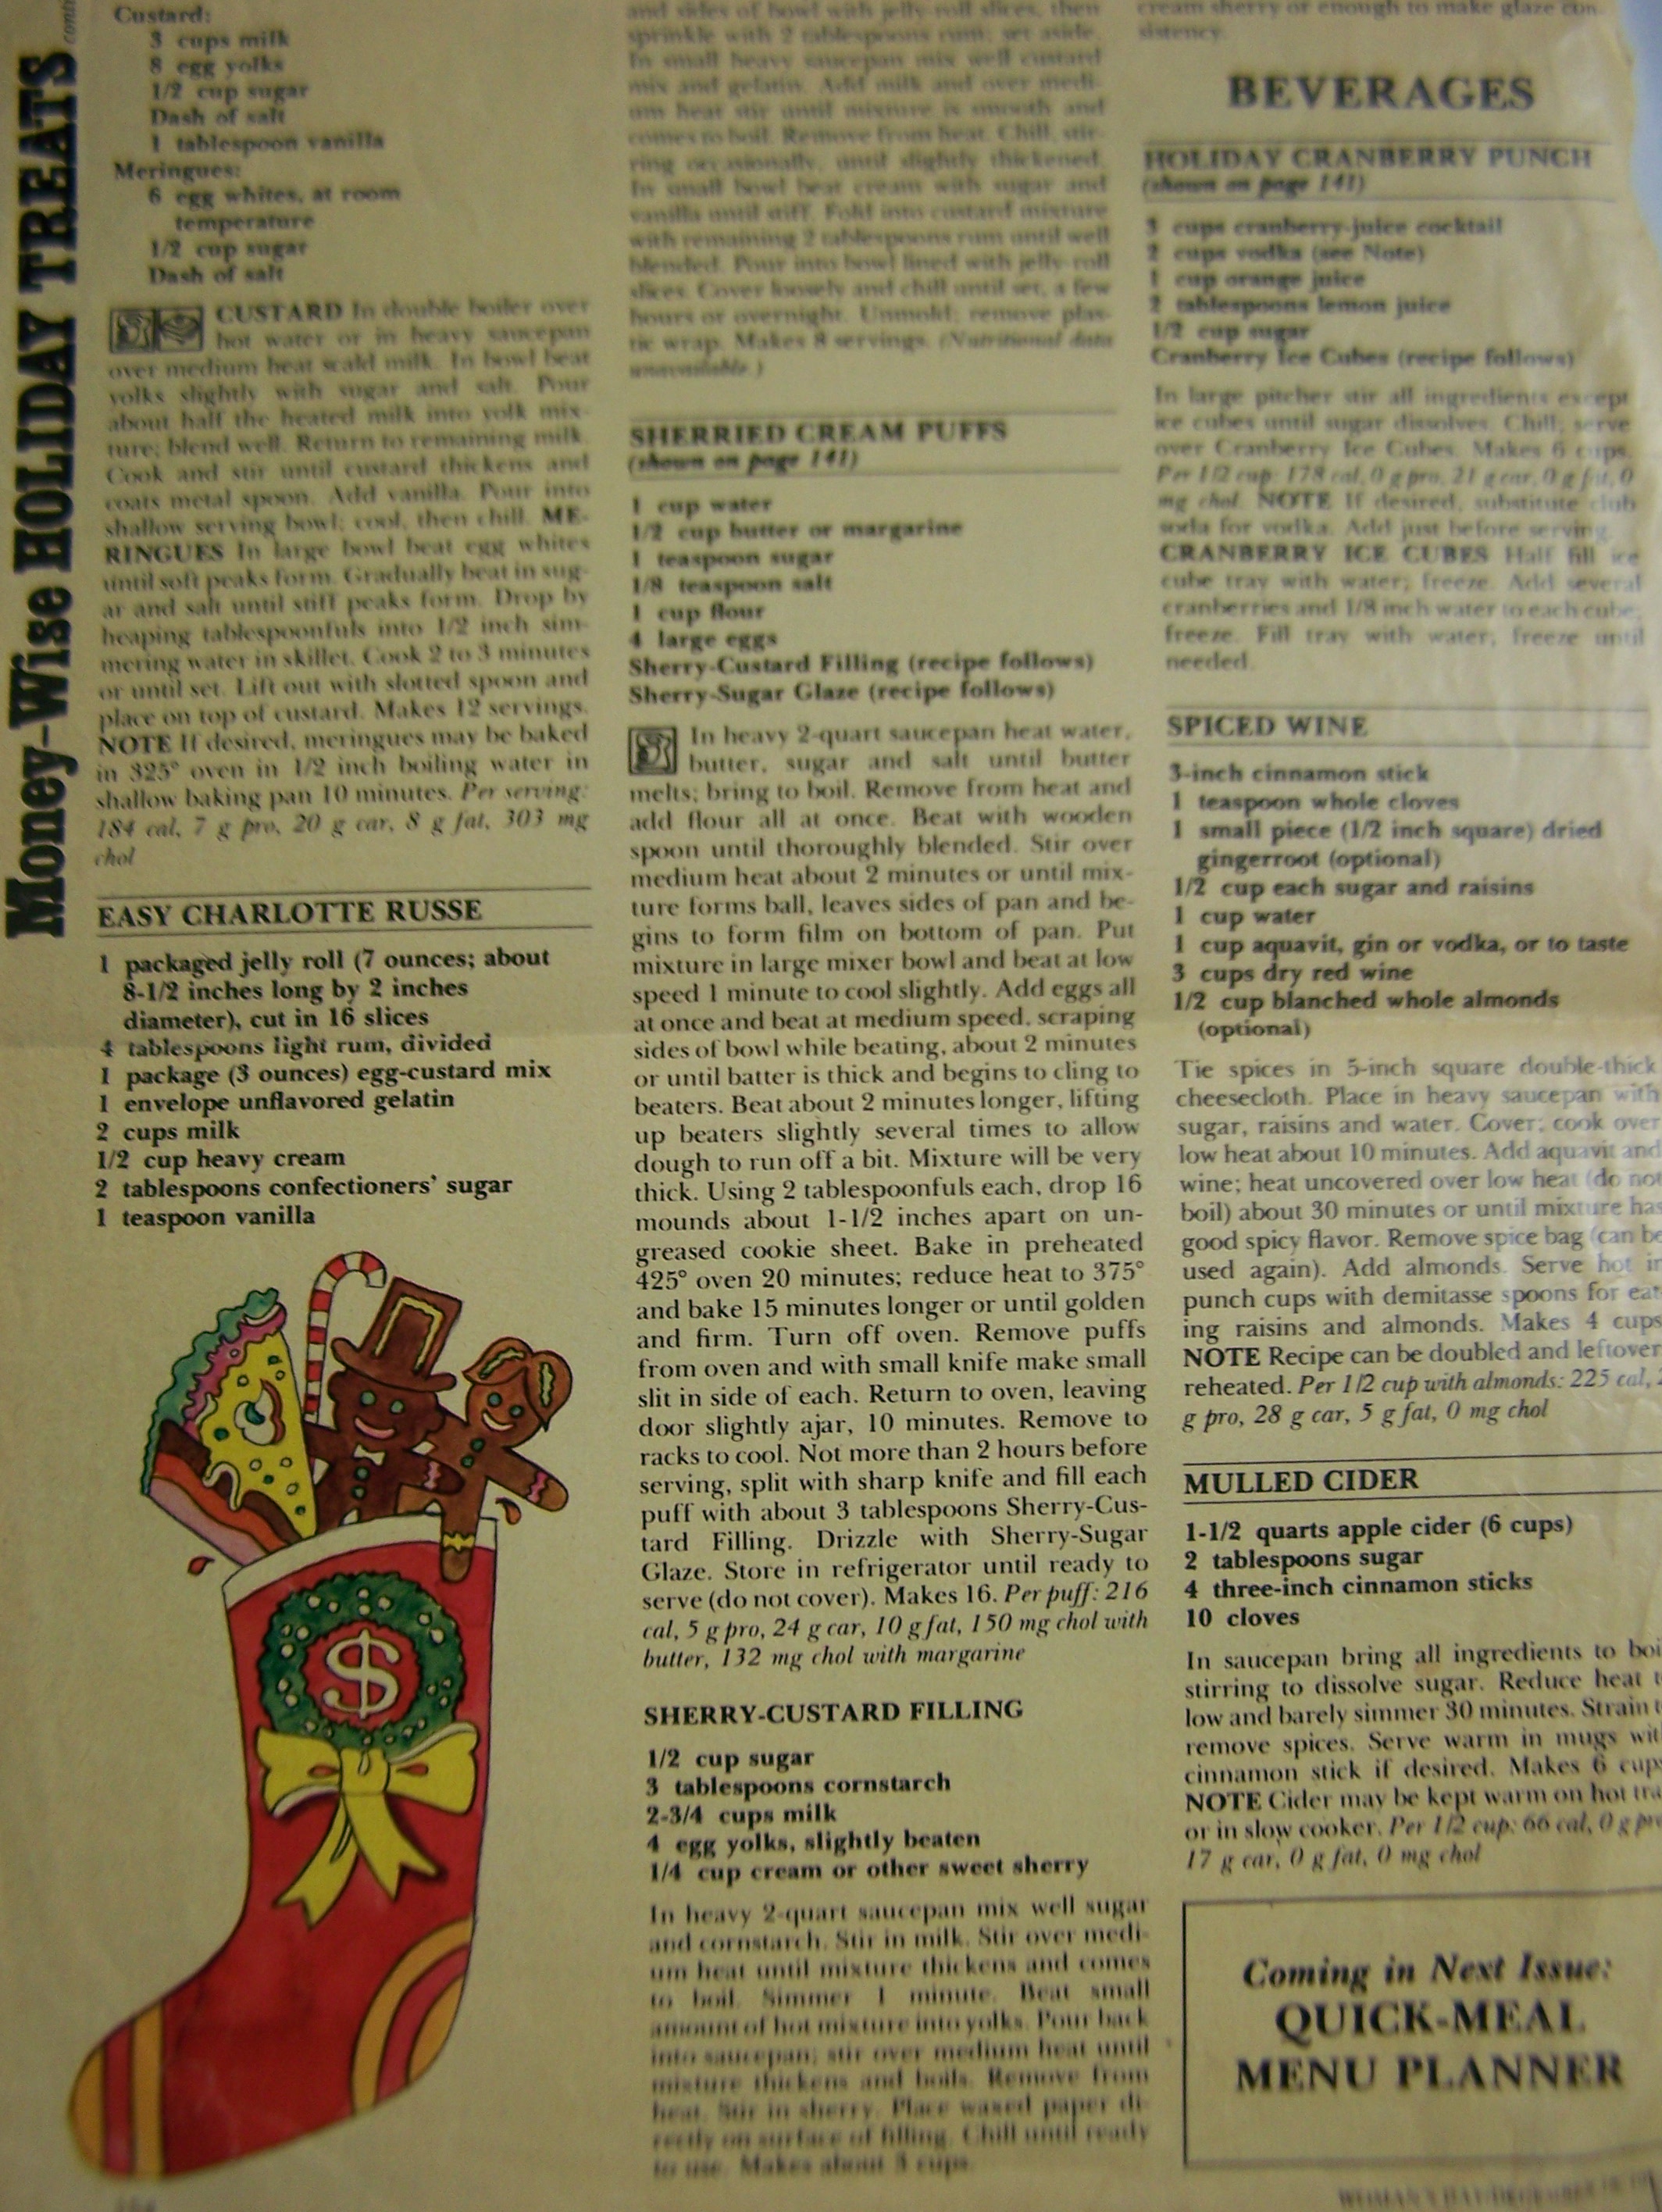 Money-Wise HOLIDAY TREATS
Custard:
3 cups milk
8 egg yolks
1/2 cup sugar
Dash of salt
1 tablespoon vanilla
Meringues:
6 egg whites, at room
temperature
1/2 cup sugar
Dash of salt
CUSTARD In double boiler over
hot water or in heavy saucepan
over medium heat scald milk. In bowl beat
yolks slightly with sugar and salt. Pour
about half the heated milk into yolk mix-
ture; blend well. Return to remaining milk.
Cook and stir until custard thickens and
coats metal spoon. Add vanilla. Pour into
shallow serving bowl; cool, then chill. ME-
RINGUES In large bowl beat egg whites
until soft peaks form. Gradually beat in sug-
ar and salt until stiff peaks form. Drop by
heaping tablespoonfuls into 1/2 inch sim-
mering water in skillet. Cook 2 to 3 minutes
or until set. Lift out with slotted spoon and
place on top of custard. Makes 12 servings.
NOTE If desired, meringues may be baked
in 325° oven in 1/2 inch boiling water in
shallow baking pan 10 minutes. Per serving:
184 cal, 7 g pro, 20 g car, 8 g fat, 303 mg
chol
EASY CHARLOTTE RUSSE
1 packaged jelly roll (7 ounces; about
8-1/2 inches long by 2 inches
diameter), cut in 16 slices
4 tablespoons light rum, divided
1 package (3 ounces) egg-custard mix
1 envelope unflavored gelatin
2 cups milk
1/2 cup heavy cream
2 tablespoons confectioners' sugar
1 teaspoon vanilla
$
and sides of bowl with jelly-roll slices, then
sprinkle with 2 tablespoons rum; set aside.
In small heavy saucepan mix well custard
mix and gelatin. Add milk and over medi-
um heat stir until mixture is smooth and
comes to boil. Remove from heat. Chill, stir-
ring occasionally, until slightly thickened.
In small bowl beat cream with sugar and
vanilla until stiff. Fold into custard mixture
with remaining 2 tablespoons rum until well
blended. Pour into bowl lined with jelly-roll
slices. Cover loosely and chill until set, a few
hours or overnight. Unmold; remove plas-
tic wrap. Makes 8 servings. (Nutritional data
unavailable.)
SHERRIED CREAM PUFFS
(shown on page 141)
1 cup water
1/2 cup butter or margarine
1 teaspoon sugar
1/8 teaspoon salt
1 cup flour
4 large eggs
Sherry-Custard Filling (recipe follows)
Sherry-Sugar Glaze (recipe follows)
In heavy 2-quart saucepan heat water,
butter, sugar and salt until butter
melts; bring to boil. Remove from heat and
add flour all at once. Beat with wooden
spoon until thoroughly blended. Stir over
medium heat about 2 minutes or until mix-
ture forms ball, leaves sides of pan and be-
gins to form film on bottom of pan. Put
mixture in large mixer bowl and beat at low
speed 1 minute to cool slightly. Add eggs all
at once and beat at medium speed, scraping
sides of bowl while beating, about 2 minutes
or until batter is thick and begins to cling to
beaters. Beat about 2 minutes longer, lifting
up beaters slightly several times to allow
dough to run off a bit. Mixture will be very
thick. Using 2 tablespoonfuls each, drop 16
mounds about 1-1/2 inches apart on un-
greased cookie sheet. Bake in preheated
425° oven 20 minutes; reduce heat to 375°
and bake 15 minutes longer or until golden
and firm. Turn off oven. Remove puffs
from oven and with small knife make small
slit in side of each. Return to oven, leaving
door slightly ajar, 10 minutes. Remove to
racks to cool. Not more than 2 hours before
serving, split with sharp knife and fill each
puff with about 3 tablespoons Sherry-Cus-
tard Filling. Drizzle with Sherry-Sugar
Glaze. Store in refrigerator until ready to
serve (do not cover). Makes 16. Per puff: 216
cal, 5 g pro, 24 g car, 10 g fat, 150 mg chol with
butter, 132 mg chol with margarine
SHERRY-CUSTARD FILLING
1/2 cup sugar
3 tablespoons cornstarch
2-3/4 cups milk
4 egg yolks, slightly beaten
1/4 cup cream or other sweet sherry
In heavy 2-quart saucepan mix well sugar
and cornstarch. Stir in milk. Stir over medi-
um heat until mixture thickens and comes
to boil. Simmer 1 minute. Beat small
amount of hot mixture into yolks. Pour back
into saucepan; stir over medium heat until
mixture thickens and boils. Remove from
heat. Stir in sherry. Place waxed paper di-
rectly on surface of filling. Chill until ready
to use. Makes about 3 cups.
cream sherry or enough to make glaze con-
sistency.
BEVERAGES
HOLIDAY CRANBERRY PUNCH
(shown on page 141)
3 cups cranberry-juice cocktail
2 cups vodka (see Note)
1 cup orange juice
2 tablespoons lemon juice
1/2 cup sugar
Cranberry Ice Cubes (recipe follows)
In large pitcher stir all ingredients except
ice cubes until sugar dissolves. Chill; serve
over Cranberry Ice Cubes. Makes 6 cups.
Per 1/2 cup: 178 cal, 0 g pro, 21 g car, 0 g fat, 0
mg chol. NOTE If desired, substitute club
soda for vodka. Add just before serving.
CRANBERRY ICE CUBES Half fill ice
cube tray with water; freeze. Add several
cranberries and 1/8 inch water to each cube;
freeze. Fill tray with water; freeze until
needed.
SPICED WINE
3-inch cinnamon stick
1 teaspoon whole cloves
1 small piece (1/2 inch square) dried
gingerroot (optional)
1/2 cup each sugar and raisins
1 cup water
1 cup aquavit, gin or vodka, or to taste
3 cups dry red wine
1/2 cup blanched whole almonds
(optional)
Tie spices in 5-inch square double-thick
cheesecloth. Place in heavy saucepan with
sugar, raisins and water. Cover; cook over
low heat about 10 minutes. Add aquavit and
wine; heat uncovered over low heat (do not
boil) about 30 minutes or until mixture has
good spicy flavor. Remove spice bag (can be
used again). Add almonds. Serve hot in
punch cups with demitasse spoons for eat-
ing raisins and almonds. Makes 4 cups
NOTE Recipe can be doubled and leftover
reheated. Per 1/2 cup with almonds: 225 cal,
g pro, 28 g car, 5 g fat, 0 mg chol
MULLED CIDER
1-1/2 quarts apple cider (6 cups)
2 tablespoons sugar
4 three-inch cinnamon sticks
10 cloves
In saucepan bring all ingredients to boi
stirring to dissolve sugar. Reduce heat t
low and barely simmer 30 minutes. Strain t
remove spices. Serve warm in mugs wit
cinnamon stick if desired. Makes 6 cup
NOTE Cider may be kept warm on hot tra
or in slow cooker. Per 1/2 cup: 66 cal, 0 g pr
17 g car, 0 g fat, 0 mg chol
Coming in Next Issue:
QUICK-MEAL
MENU PLANNER